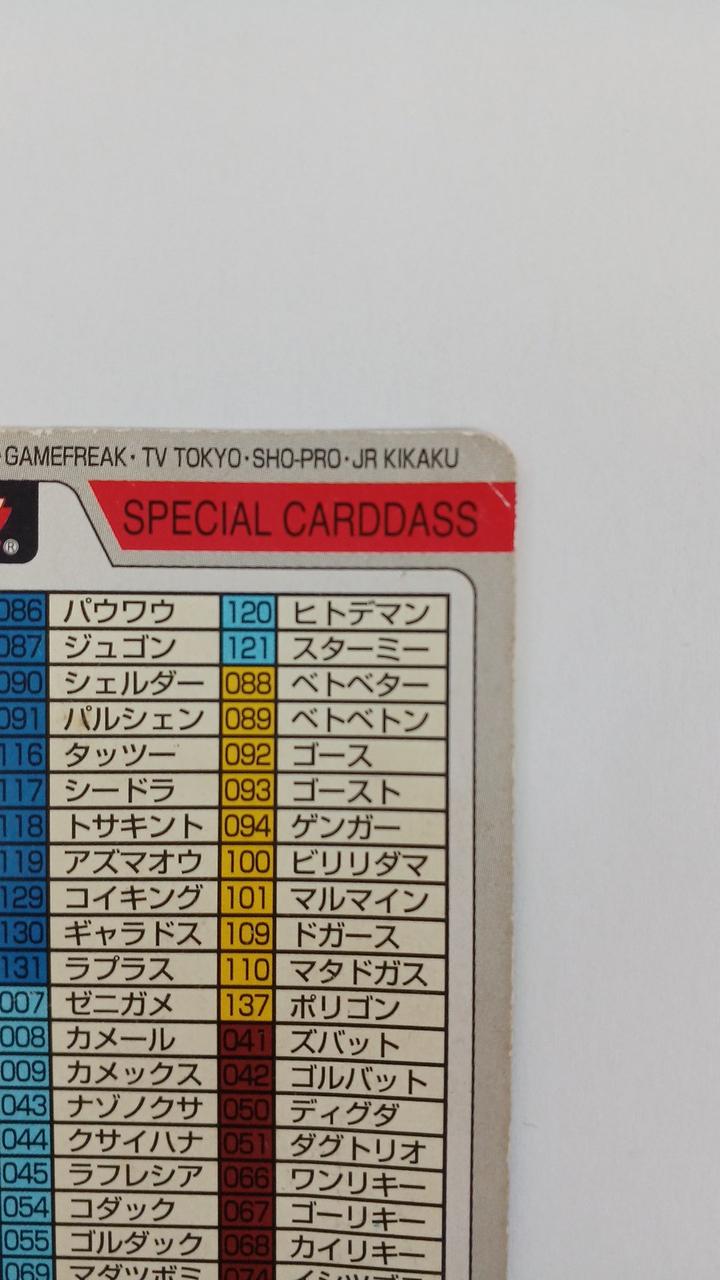 GAMEFREAK・TV TOKYO・SHO-PRO・JR KIKAKU
SPECIAL CARDDASS
®
086 パウワウ 120 ヒトデマン
087 ジュゴン 121 スターミー
090 シェルダー 088 ベトベター
091 パルシェン 089 ベトベトン
116 タッツー 092 ゴース
117 シードラ 093 ゴースト
118 トサキント 094 ゲンガー
119 アズマオウ 100 ビリリダマ
129 コイキング 101 マルマイン
130 ギャラドス 109 ドガース
131 ラプラス 110 マタドガス
007 ゼニガメ 137 ポリゴン
008 カメール 041 ズバット
009 カメックス 042 ゴルバット
043 ナゾノクサ 050 ディグダ
044 クサイハナ 051 ダグトリオ
045 ラフレシア 066 ワンリキー
054 コダック 067 ゴーリキー
055 ゴルダック 068 カイリキー
069 マダツボミ 074